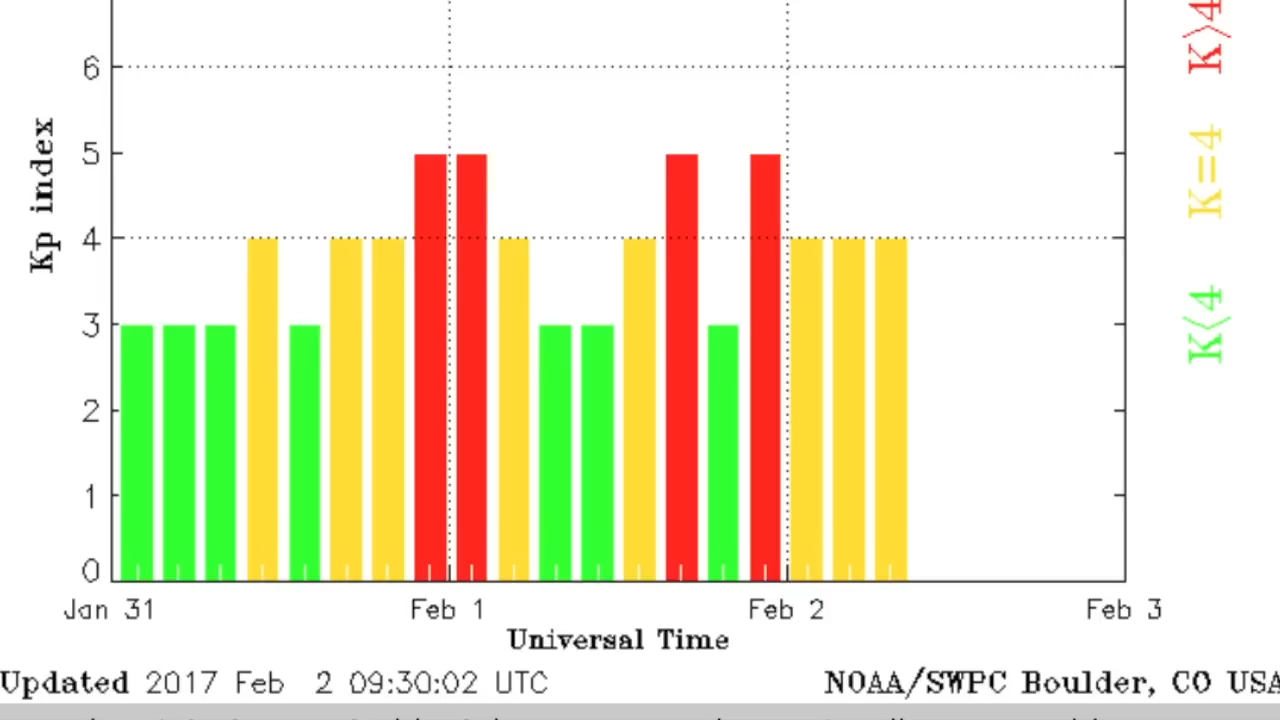 K>4
6
5
K=4
Kp index
4
3
K<4
2
1
0
Jan 31 Feb 1 Feb 2 Feb 3
Universal Time
Updated 2017 Feb 2 09:30:02 UTC NOAA/SWPC Boulder, CO USA